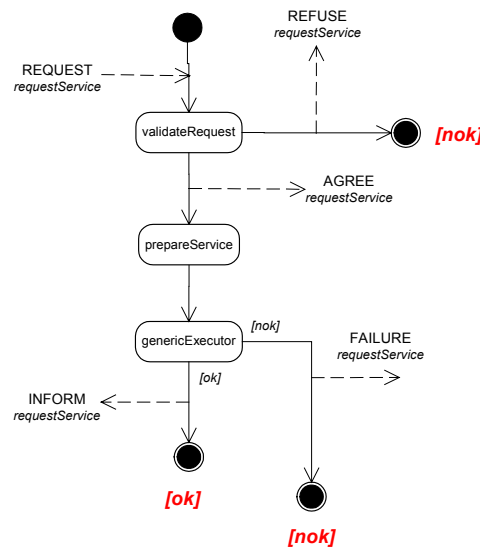 REFUSE
requestService
REQUEST
requestService
validateRequest
[nok]
AGREE
requestService
prepareService
[nok]
genericExecutor
FAILURE
requestService
[ok]
INFORM
requestService
[ok]
[nok]